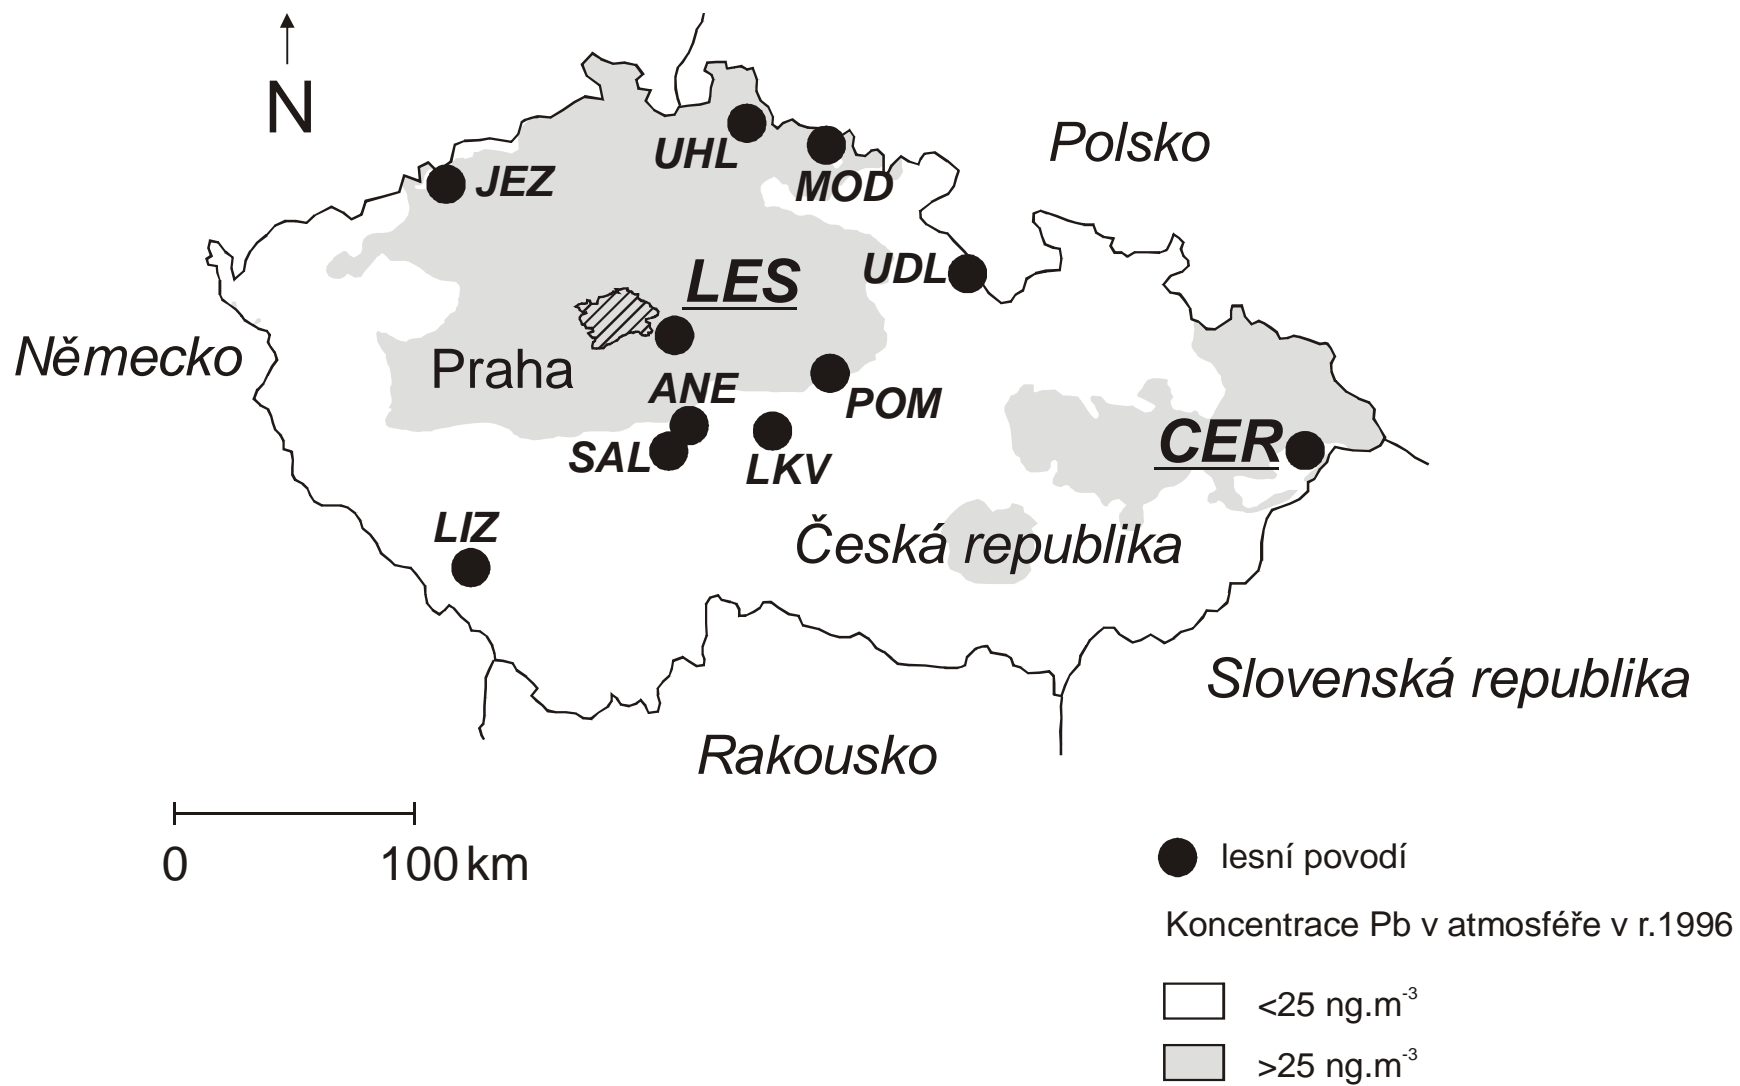 N
Polsko
UHL
JEZ
MOD
UDL
LES
Německo
Praha
ANE
POM
SAL
LKV
CER
LIZ
Česká republika
Slovenská republika
Rakousko
0 100 km
lesní povodí
Koncentrace Pb v atmosféře v r.1996
<25 ng.m⁻³
>25 ng.m⁻³